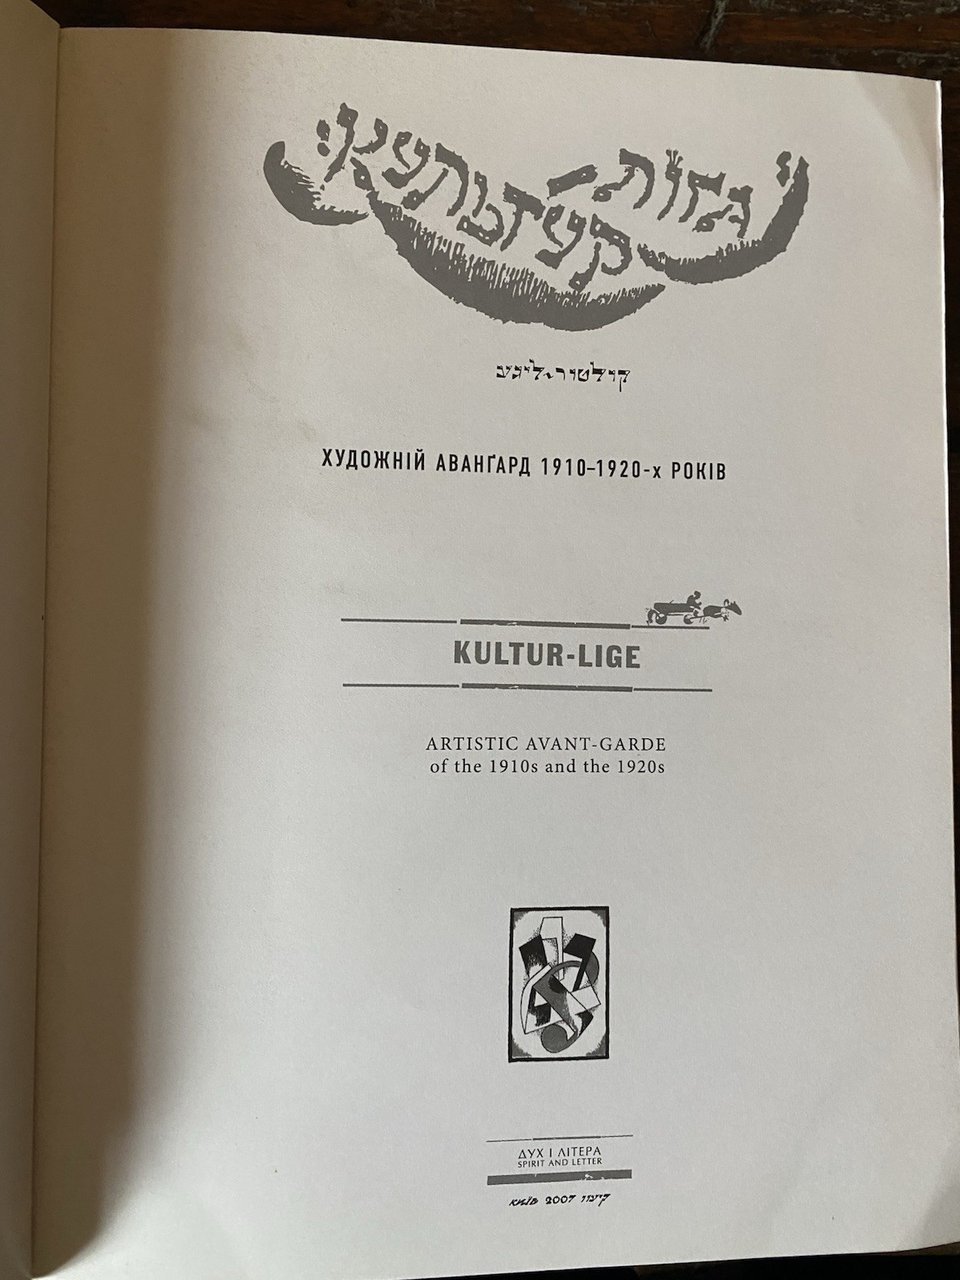 קולטור-ליגע
ХУДОЖНІЙ АВАНҐАРД 1910–1920-х РОКІВ
KULTUR-LIGE
ARTISTIC AVANT-GARDE
of the 1910s and the 1920s
ДУХ І ЛІТЕРА
SPIRIT AND LETTER
КИЇВ 2007 קיעוו